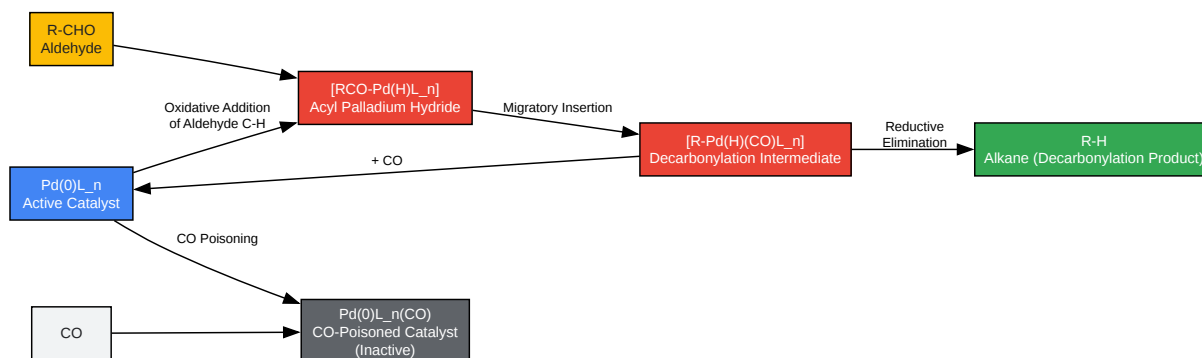 R-CHO
Aldehyde
[RCO-Pd(H)L_n]
Acyl Palladium Hydride
Oxidative Addition
of Aldehyde C-H
Migratory Insertion
[R-Pd(H)(CO)L_n]
Decarbonylation Intermediate
Reductive
Elimination
R-H
Alkane (Decarbonylation Product)
+ CO
Pd(0)L_n
Active Catalyst
CO Poisoning
CO
Pd(0)L_n(CO)
CO-Poisoned Catalyst
(Inactive)